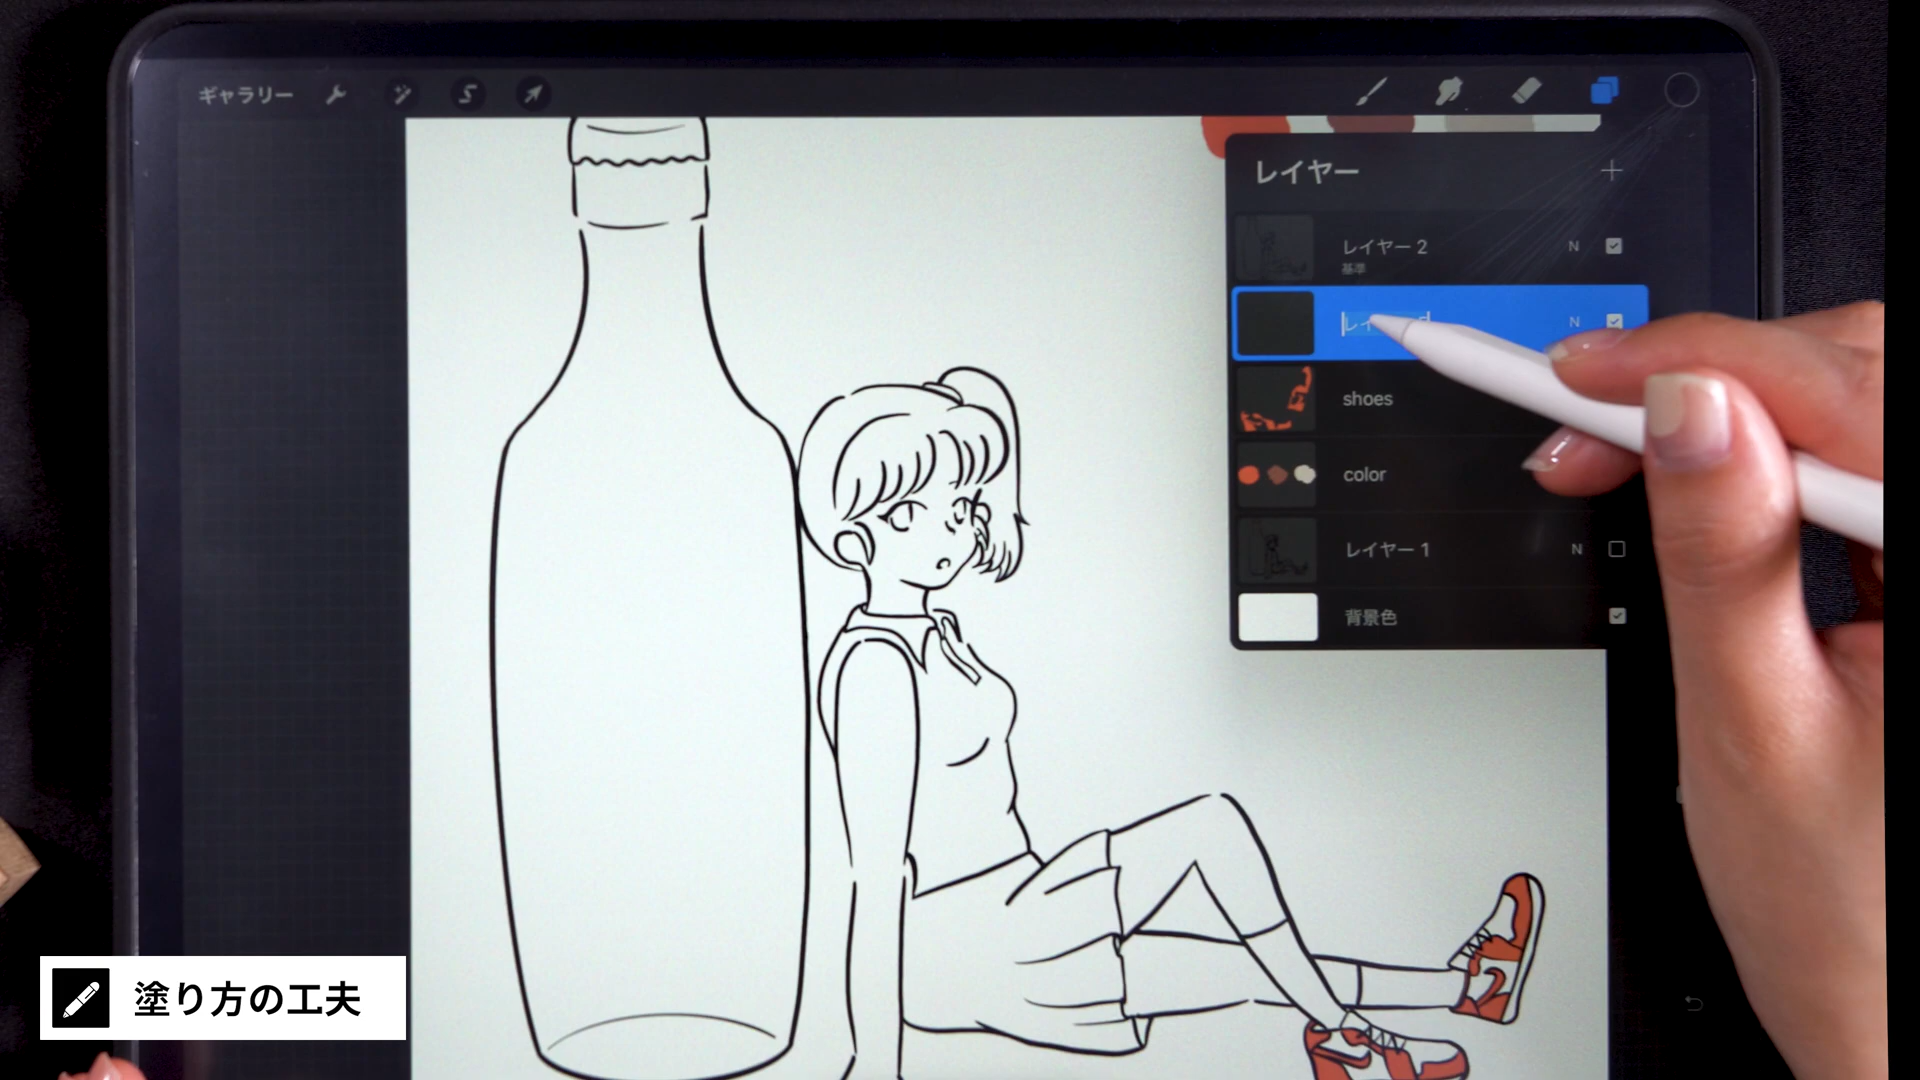 ギャラリー
レイヤー
レイヤー 2
N
基準
N
shoes
color
レイヤー 1
N
背景色
塗り方の工夫